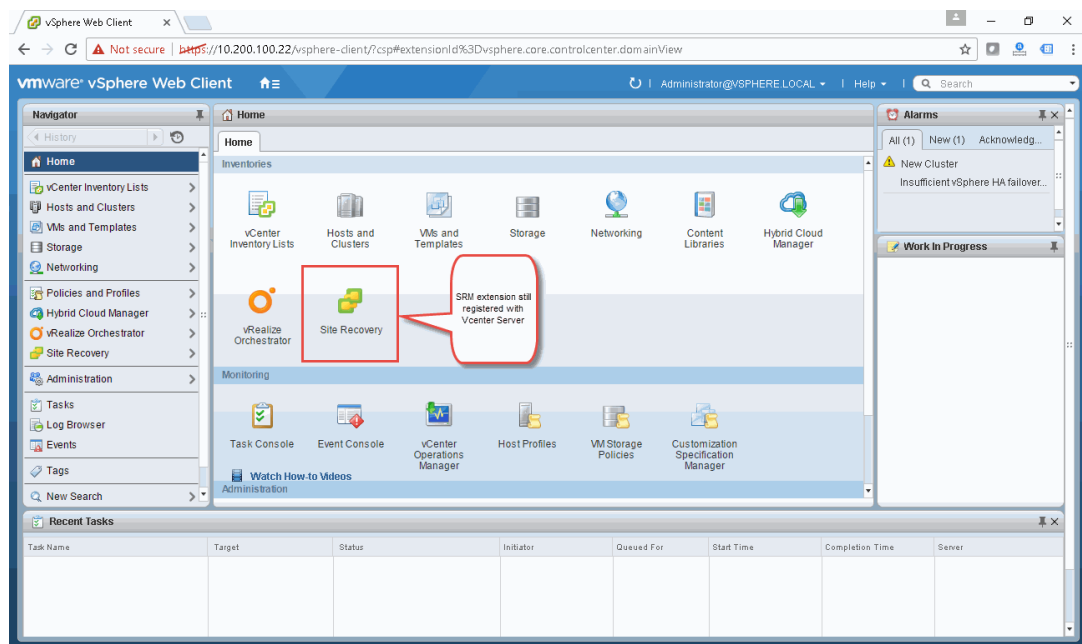 vSphere Web Client
Not secure | https://10.200.100.22/vsphere-client/?csp#extensionId%3Dvsphere.core.controlcenter.domainView
vmware® vSphere Web Client
Administrator@VSPHERE.LOCAL
Help
Search
Navigator
History
Home
vCenter Inventory Lists
Hosts and Clusters
VMs and Templates
Storage
Networking
Policies and Profiles
Hybrid Cloud Manager
vRealize Orchestrator
Site Recovery
Administration
Tasks
Log Browser
Events
Tags
New Search
Home
Home
Inventories
vCenter
Inventory Lists
Hosts and
Clusters
VMs and
Templates
Storage
Networking
Content
Libraries
Hybrid Cloud
Manager
vRealize
Orchestrator
Site Recovery
SRM extension still
registered with
Vcenter Server
Monitoring
Task Console
Event Console
vCenter
Operations
Manager
Host Profiles
VM Storage
Policies
Customization
Specification
Manager
Watch How-to Videos
Administration
Alarms
All (1) New (1) Acknowledg...
New Cluster
Insufficient vSphere HA failover...
Work In Progress
Recent Tasks
Task Name Target Status Initiator Queued For Start Time Completion Time Server